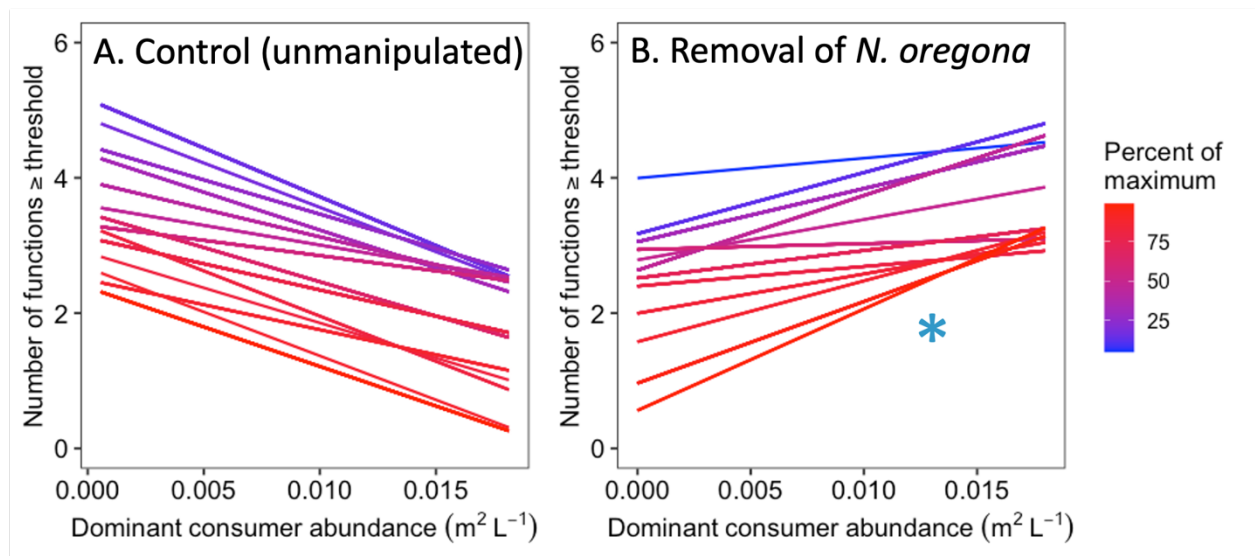 A. Control (unmanipulated)
Number of functions ≥ threshold
6
4
2
0
0.000 0.005 0.010 0.015
Dominant consumer abundance (m² L⁻¹)
B. Removal of N. oregona
Number of functions ≥ threshold
6
4
2
0
*
0.000 0.005 0.010 0.015
Dominant consumer abundance (m² L⁻¹)
Percent of
maximum
75
50
25